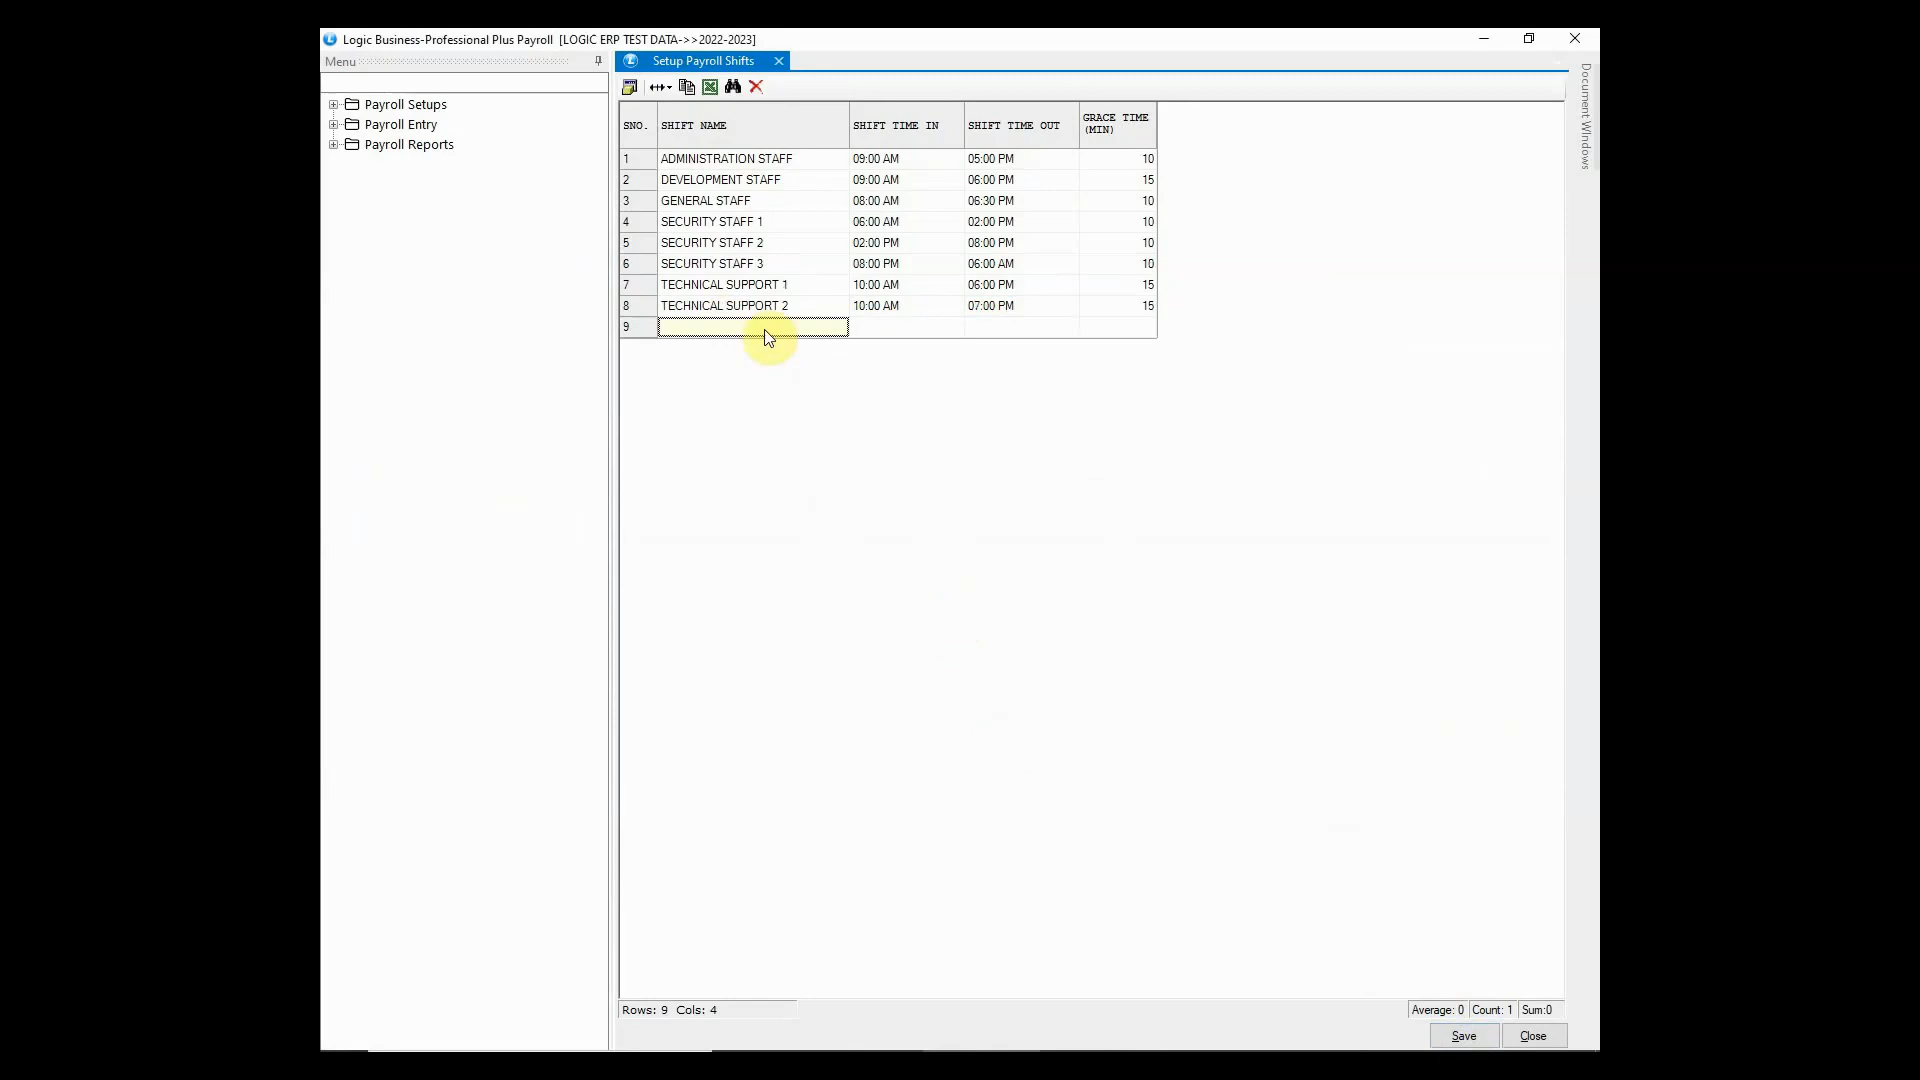 Logic Business-Professional Plus Payroll [LOGIC ERP TEST DATA->>2022-2023]
Menu
Setup Payroll Shifts
Document Windows
Payroll Setups
Payroll Entry
Payroll Reports
SNO. SHIFT NAME SHIFT TIME IN SHIFT TIME OUT GRACE TIME (MIN)
1 ADMINISTRATION STAFF 09:00 AM 05:00 PM 10
2 DEVELOPMENT STAFF 09:00 AM 06:00 PM 15
3 GENERAL STAFF 08:00 AM 06:30 PM 10
4 SECURITY STAFF 1 06:00 AM 02:00 PM 10
5 SECURITY STAFF 2 02:00 PM 08:00 PM 10
6 SECURITY STAFF 3 08:00 PM 06:00 AM 10
7 TECHNICAL SUPPORT 1 10:00 AM 06:00 PM 15
8 TECHNICAL SUPPORT 2 10:00 AM 07:00 PM 15
9
Rows: 9 Cols: 4
Average: 0 Count: 1 Sum:0
Save Close